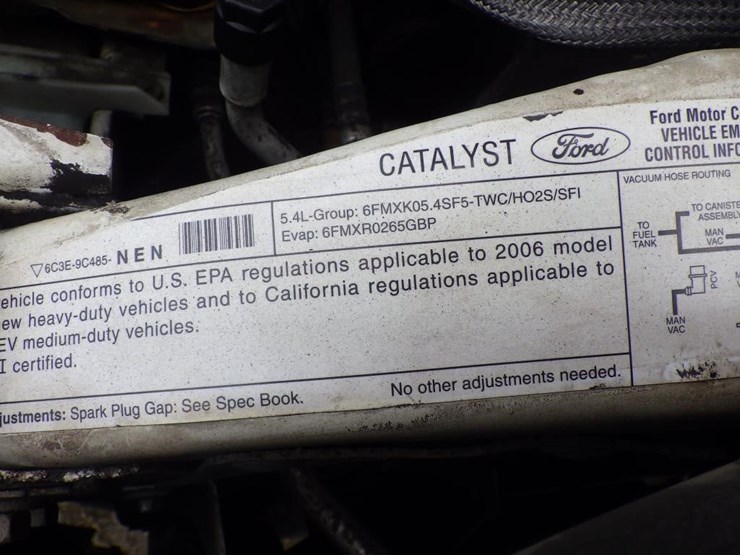 CATALYST Ford
Ford Motor C
VEHICLE EM
CONTROL INFO
▽6C3E-9C485- NEN
5.4L-Group: 6FMXK05.4SF5-TWC/HO2S/SFI
Evap: 6FMXR0265GBP
ehicle conforms to U.S. EPA regulations applicable to 2006 model
ew heavy-duty vehicles and to California regulations applicable to
EV medium-duty vehicles.
I certified.
justments: Spark Plug Gap: See Spec Book. No other adjustments needed.
VACUUM HOSE ROUTING
TO CANISTE
ASSEMBLY
TO
FUEL
TANK
MAN
VAC
PCV
MAN
VAC